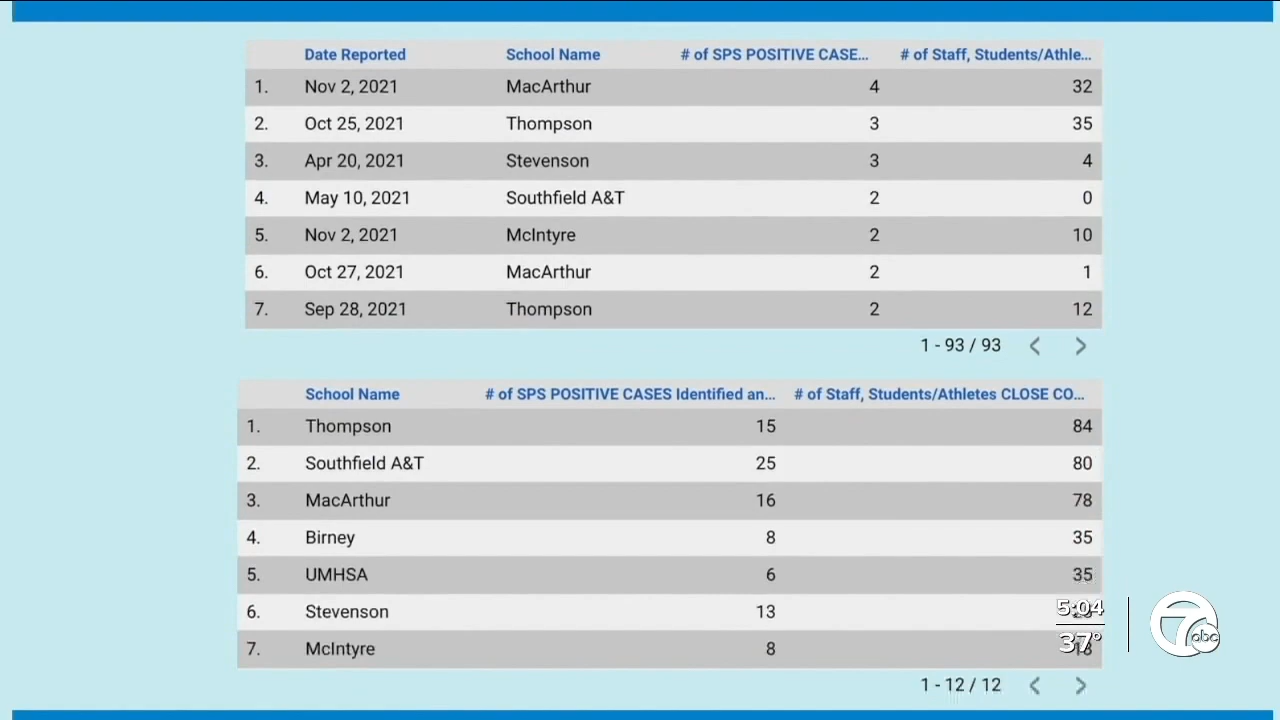 Date Reported School Name # of SPS POSITIVE CASE... # of Staff, Students/Athle...
1. Nov 2, 2021 MacArthur 4 32
2. Oct 25, 2021 Thompson 3 35
3. Apr 20, 2021 Stevenson 3 4
4. May 10, 2021 Southfield A&T 2 0
5. Nov 2, 2021 McIntyre 2 10
6. Oct 27, 2021 MacArthur 2 1
7. Sep 28, 2021 Thompson 2 12
1 - 93 / 93 < >
School Name # of SPS POSITIVE CASES Identified an... # of Staff, Students/Athletes CLOSE CO...
1. Thompson 15 84
2. Southfield A&T 25 80
3. MacArthur 16 78
4. Birney 8 35
5. UMHSA 6 35
6. Stevenson 13
5:04
7. McIntyre 8
37°
7 abc
1 - 12 / 12 < >